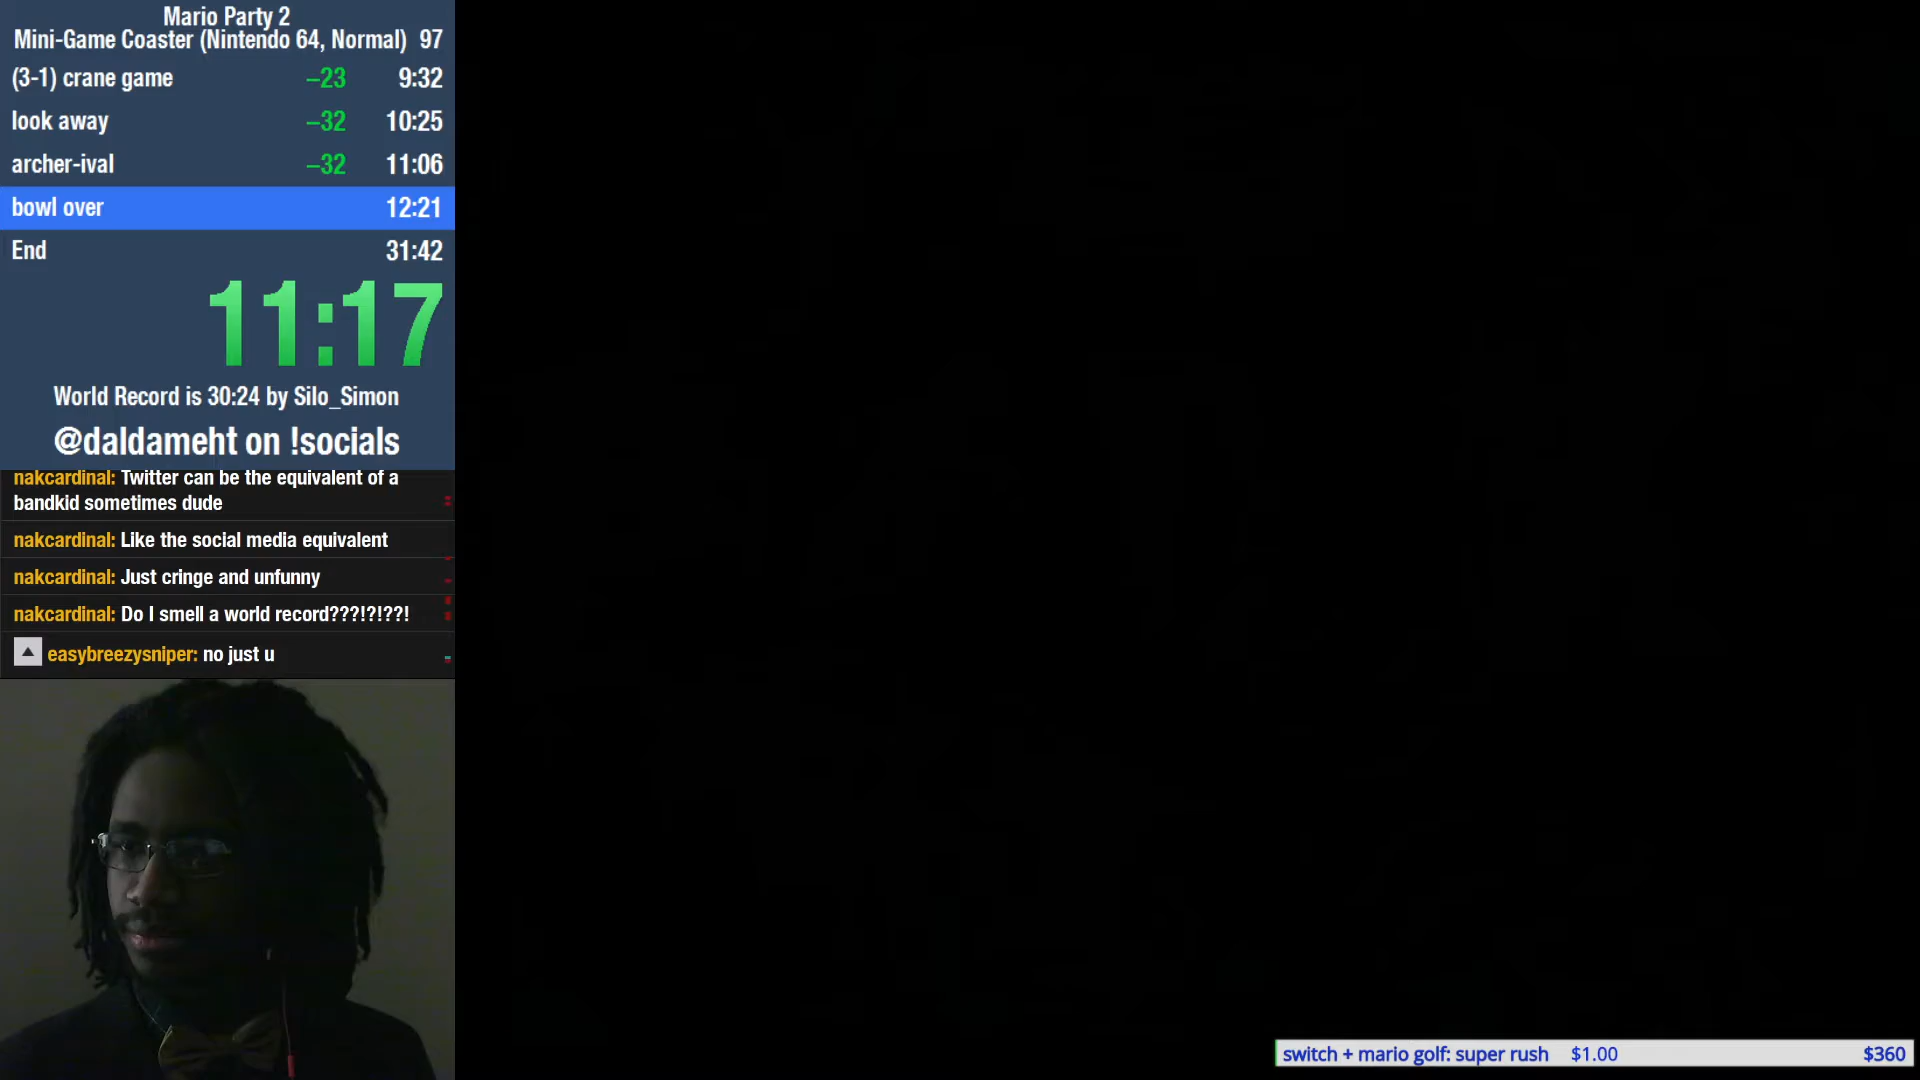 Mario Party 2
Mini-Game Coaster (Nintendo 64, Normal) 97
(3-1) crane game −23 9:32
look away −32 10:25
archer-ival −32 11:06
bowl over 12:21
End 31:42
11:17
World Record is 30:24 by Silo_Simon
@daldameht on !socials
nakcardinal: Twitter can be the equivalent of a
bandkid sometimes dude
nakcardinal: Like the social media equivalent
nakcardinal: Just cringe and unfunny
nakcardinal: Do I smell a world record???!?!??!
easybreezysniper: no just u
switch + mario golf: super rush $1.00 $360